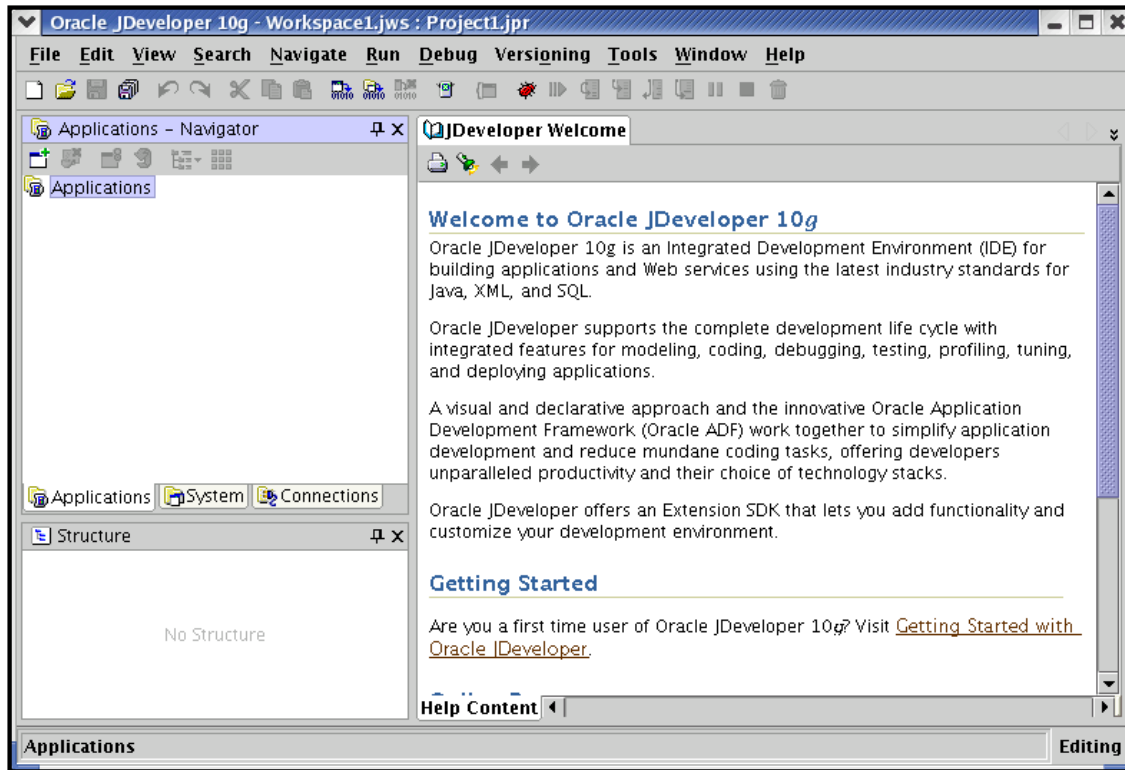 Oracle JDeveloper 10g - Workspace1.jws : Project1.jpr
File Edit View Search Navigate Run Debug Versioning Tools Window Help
Applications – Navigator
Applications
Applications System Connections
Structure
No Structure
JDeveloper Welcome
Welcome to Oracle JDeveloper 10g
Oracle JDeveloper 10g is an Integrated Development Environment (IDE) for
building applications and Web services using the latest industry standards for
Java, XML, and SQL.
Oracle JDeveloper supports the complete development life cycle with
integrated features for modeling, coding, debugging, testing, profiling, tuning,
and deploying applications.
A visual and declarative approach and the innovative Oracle Application
Development Framework (Oracle ADF) work together to simplify application
development and reduce mundane coding tasks, offering developers
unparalleled productivity and their choice of technology stacks.
Oracle JDeveloper offers an Extension SDK that lets you add functionality and
customize your development environment.
Getting Started
Are you a first time user of Oracle JDeveloper 10g? Visit Getting Started with
Oracle JDeveloper.
Help Content
Applications
Editing